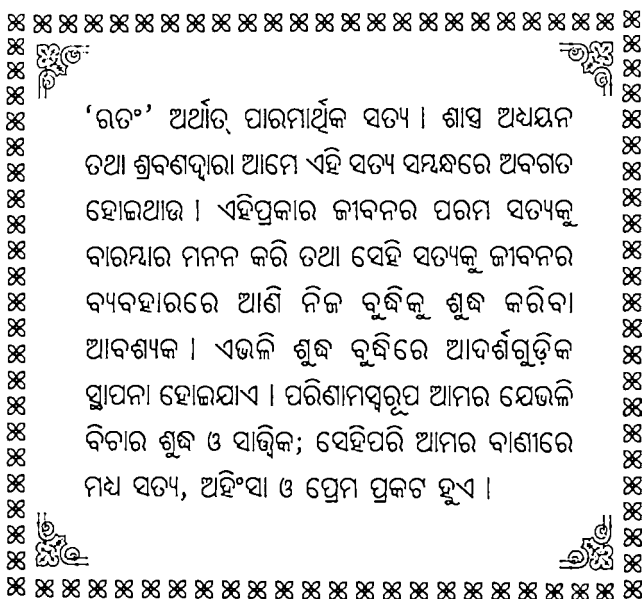 ‘ଋତଂ’ ଅର୍ଥାତ୍ ପାରମାର୍ଥିକ ସତ୍ୟ । ଶାସ୍ତ୍ର ଅଧ୍ୟୟନ
ତଥା ଶ୍ରବଣଦ୍ୱାରା ଆମେ ଏହି ସତ୍ୟ ସମ୍ବନ୍ଧରେ ଅବଗତ
ହୋଇଥାଉ । ଏହିପ୍ରକାର ଜୀବନର ପରମ ସତ୍ୟକୁ
ବାରମ୍ବାର ମନନ କରି ତଥା ସେହି ସତ୍ୟକୁ ଜୀବନର
ବ୍ୟବହାରରେ ଆଣି ନିଜ ବୁଦ୍ଧିକୁ ଶୁଦ୍ଧ କରିବା
ଆବଶ୍ୟକ । ଏଭଳି ଶୁଦ୍ଧ ବୁଦ୍ଧିରେ ଆଦର୍ଶଗୁଡ଼ିକ
ସ୍ଥାପନା ହୋଇଯାଏ । ପରିଣାମସ୍ୱରୂପ ଆମର ଯେଭଳି
ବିଚାର ଶୁଦ୍ଧ ଓ ସାତ୍ତ୍ୱିକ; ସେହିପରି ଆମର ବାଣୀରେ
ମଧ୍ୟ ସତ୍ୟ, ଅହିଂସା ଓ ପ୍ରେମ ପ୍ରକଟ ହୁଏ ।